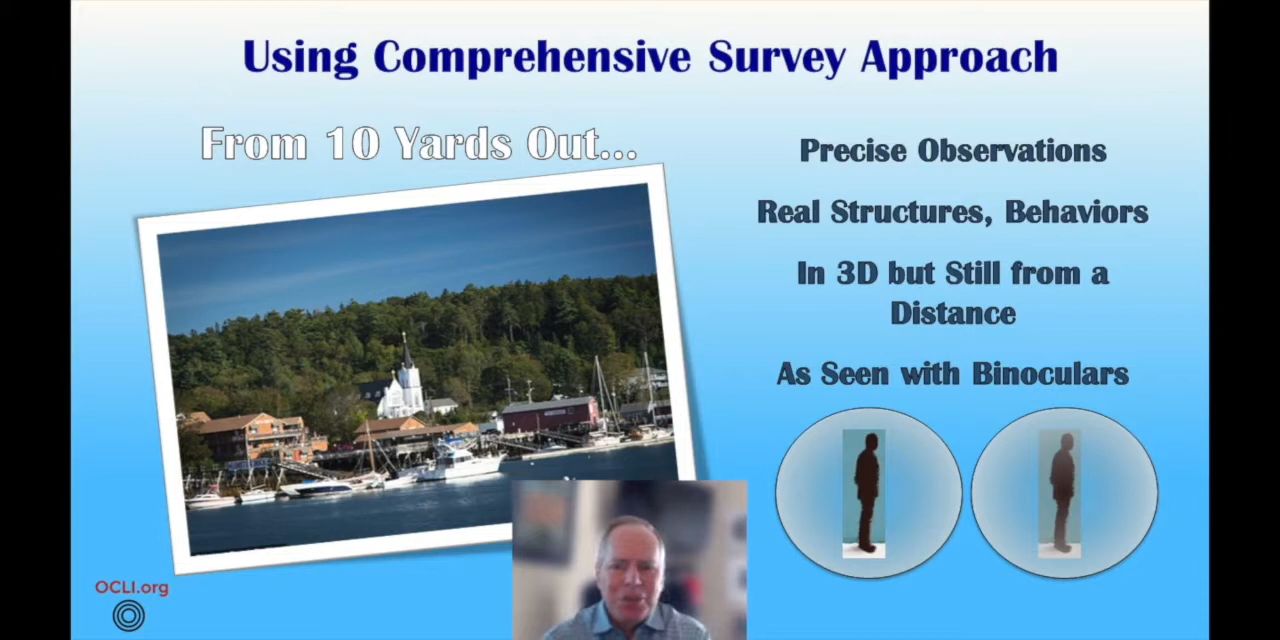 Using Comprehensive Survey Approach
From 10 Yards Out...
Precise Observations
Real Structures, Behaviors
In 3D but Still from a
Distance
As Seen with Binoculars
OCLI.org